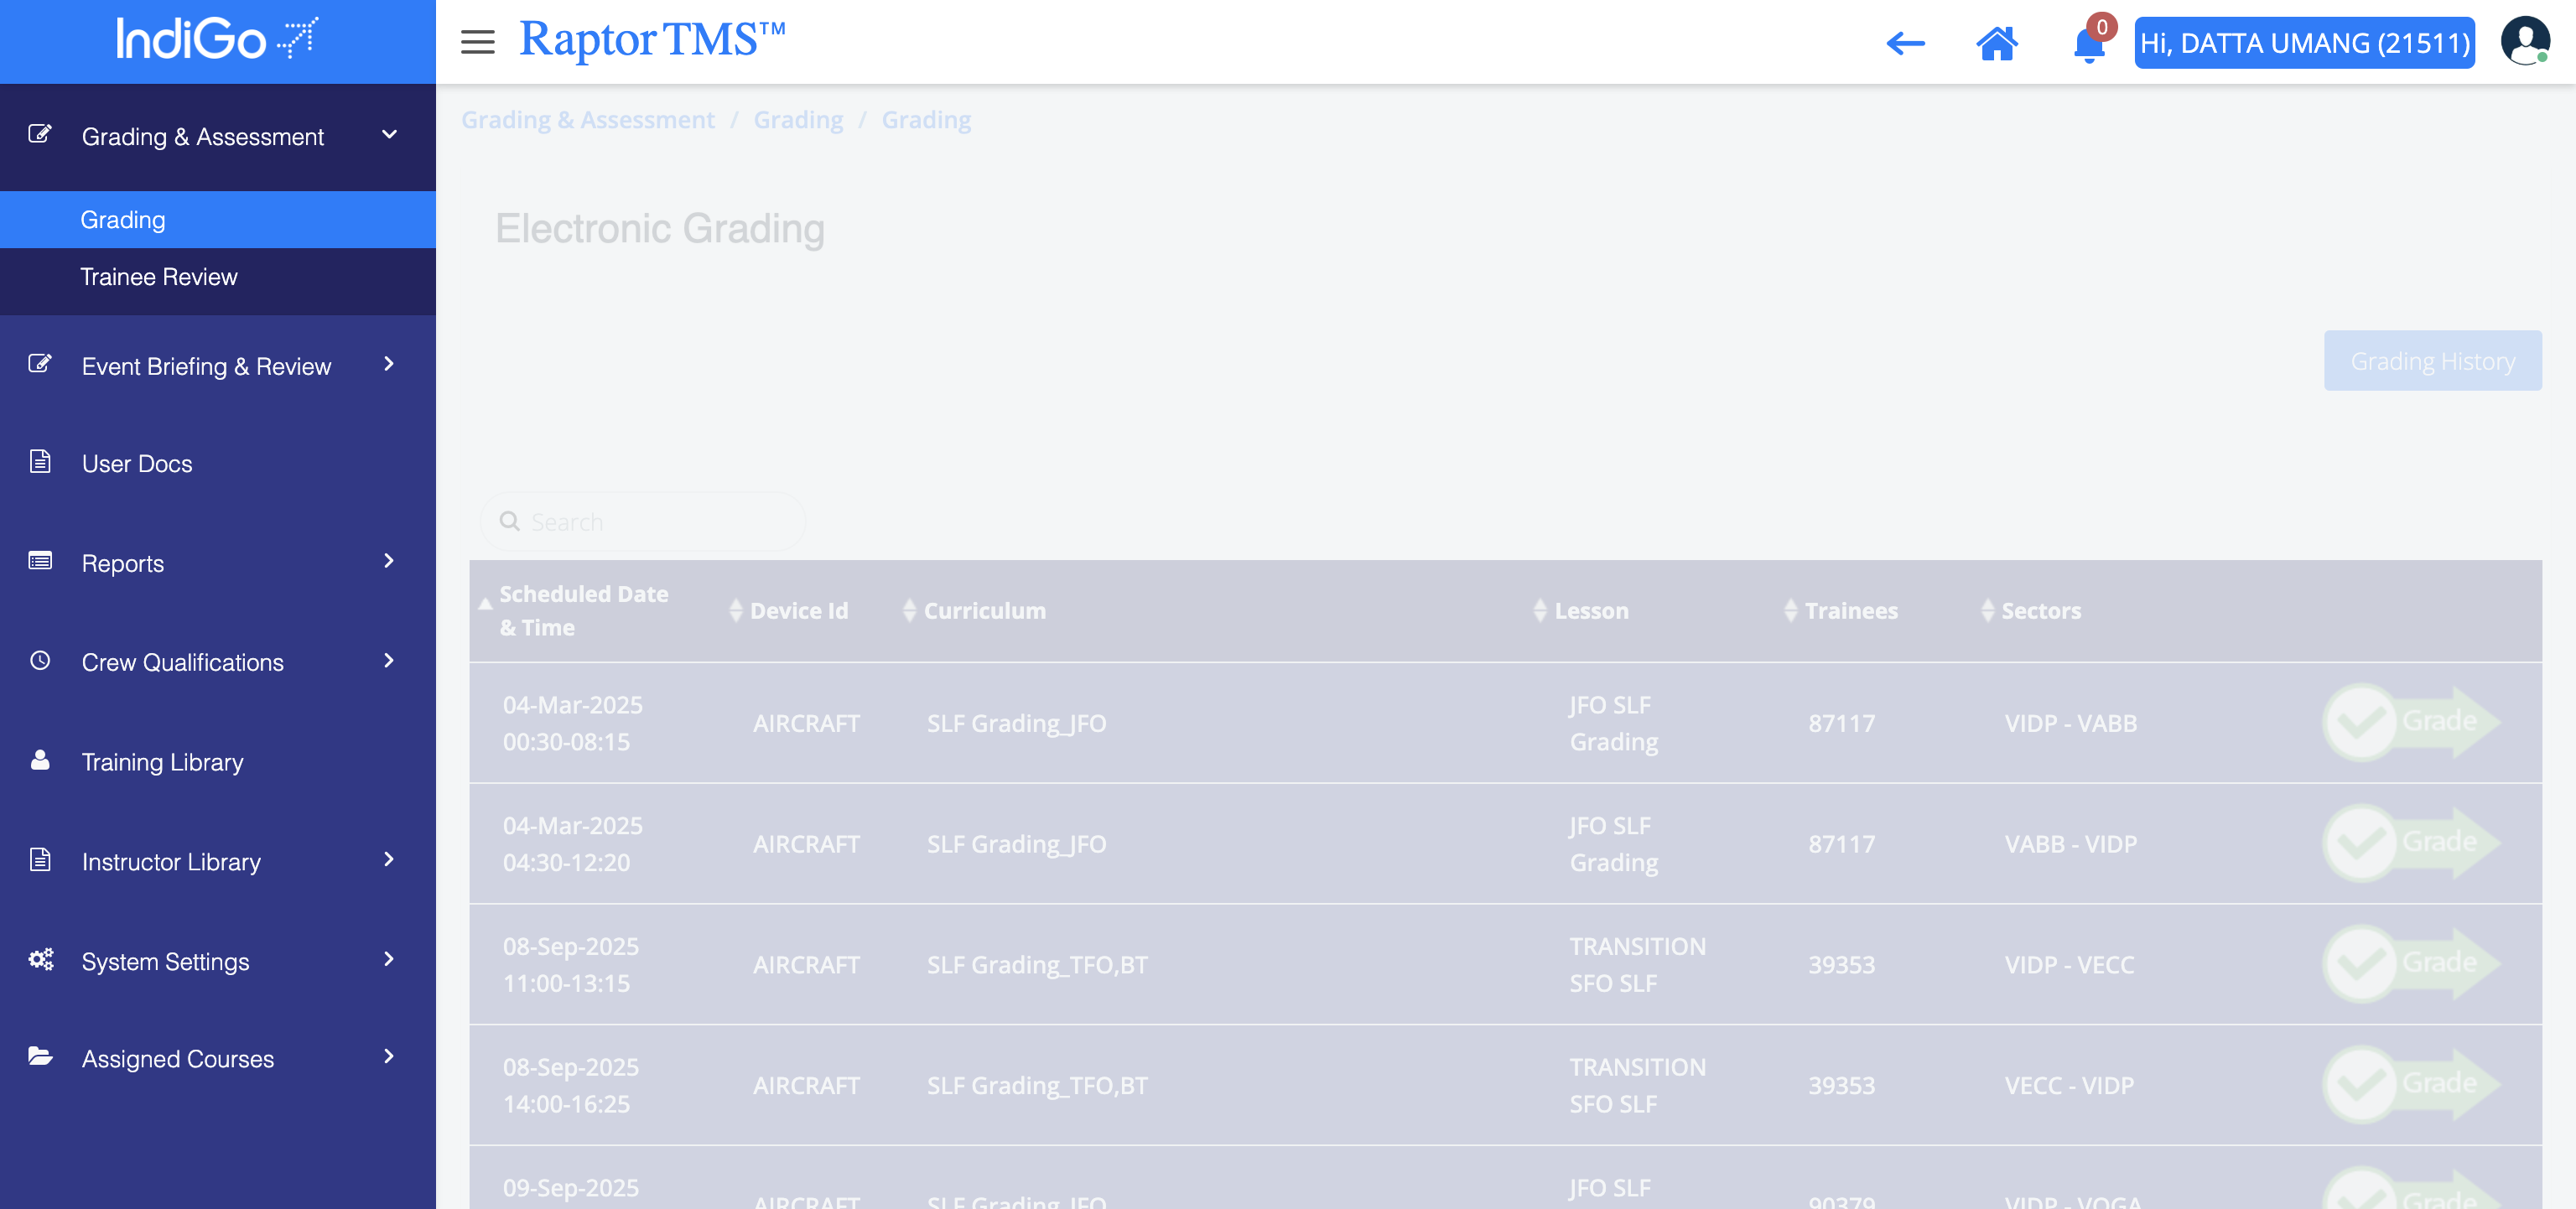 IndiGo
Raptor TMS™
0
Hi, DATTA UMANG (21511)
Grading & Assessment
Grading
Trainee Review
Event Briefing & Review
User Docs
Reports
Crew Qualifications
Training Library
Instructor Library
System Settings
Assigned Courses
Grading & Assessment / Grading / Grading
Electronic Grading
Grading History
Search
Scheduled Date & Time Device Id Curriculum Lesson Trainees Sectors
04-Mar-2025 00:30-08:15 AIRCRAFT SLF Grading_JFO JFO SLF Grading 87117 VIDP - VABB Grade
04-Mar-2025 04:30-12:20 AIRCRAFT SLF Grading_JFO JFO SLF Grading 87117 VABB - VIDP Grade
08-Sep-2025 11:00-13:15 AIRCRAFT SLF Grading_TFO,BT TRANSITION SFO SLF 39353 VIDP - VECC Grade
08-Sep-2025 14:00-16:25 AIRCRAFT SLF Grading_TFO,BT TRANSITION SFO SLF 39353 VECC - VIDP Grade
09-Sep-2025 AIRCRAFT SLF Grading_JFO JFO SLF 90379 VIDP - VOGA Grade